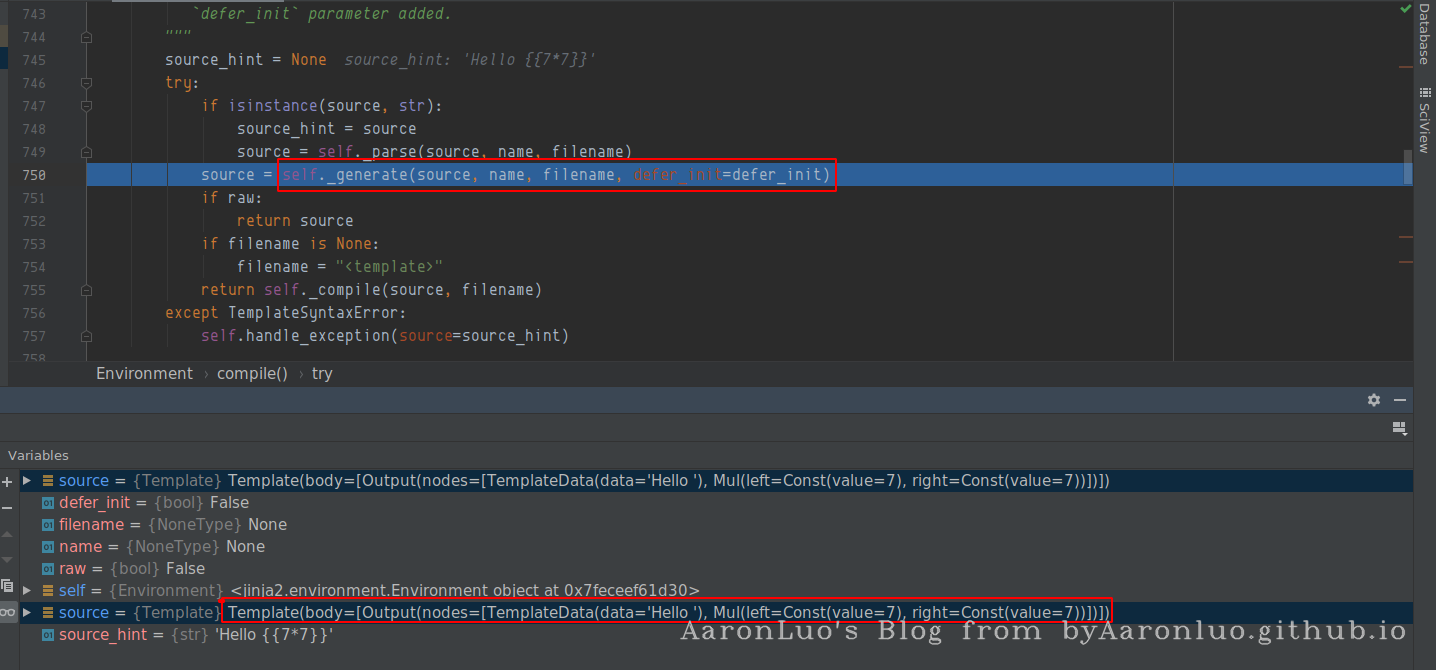 743 `defer_init` parameter added.
744 """
745 source_hint = None source_hint: 'Hello {{7*7}}'
746 try:
747 if isinstance(source, str):
748 source_hint = source
749 source = self._parse(source, name, filename)
750 source = self._generate(source, name, filename, defer_init=defer_init)
751 if raw:
752 return source
753 if filename is None:
754 filename = "<template>"
755 return self._compile(source, filename)
756 except TemplateSyntaxError:
757 self.handle_exception(source=source_hint)
758
Database
SciView
Environment › compile() › try
Variables
source = {Template} Template(body=[Output(nodes=[TemplateData(data='Hello '), Mul(left=Const(value=7), right=Const(value=7))])])
01 defer_init = {bool} False
01 filename = {NoneType} None
01 name = {NoneType} None
01 raw = {bool} False
self = {Environment} <jinja2.environment.Environment object at 0x7feceef61d30>
source = {Template} Template(body=[Output(nodes=[TemplateData(data='Hello '), Mul(left=Const(value=7), right=Const(value=7))])])
01 source_hint = {str} 'Hello {{7*7}}'
AaronLuo's Blog from byAaronluo.github.io